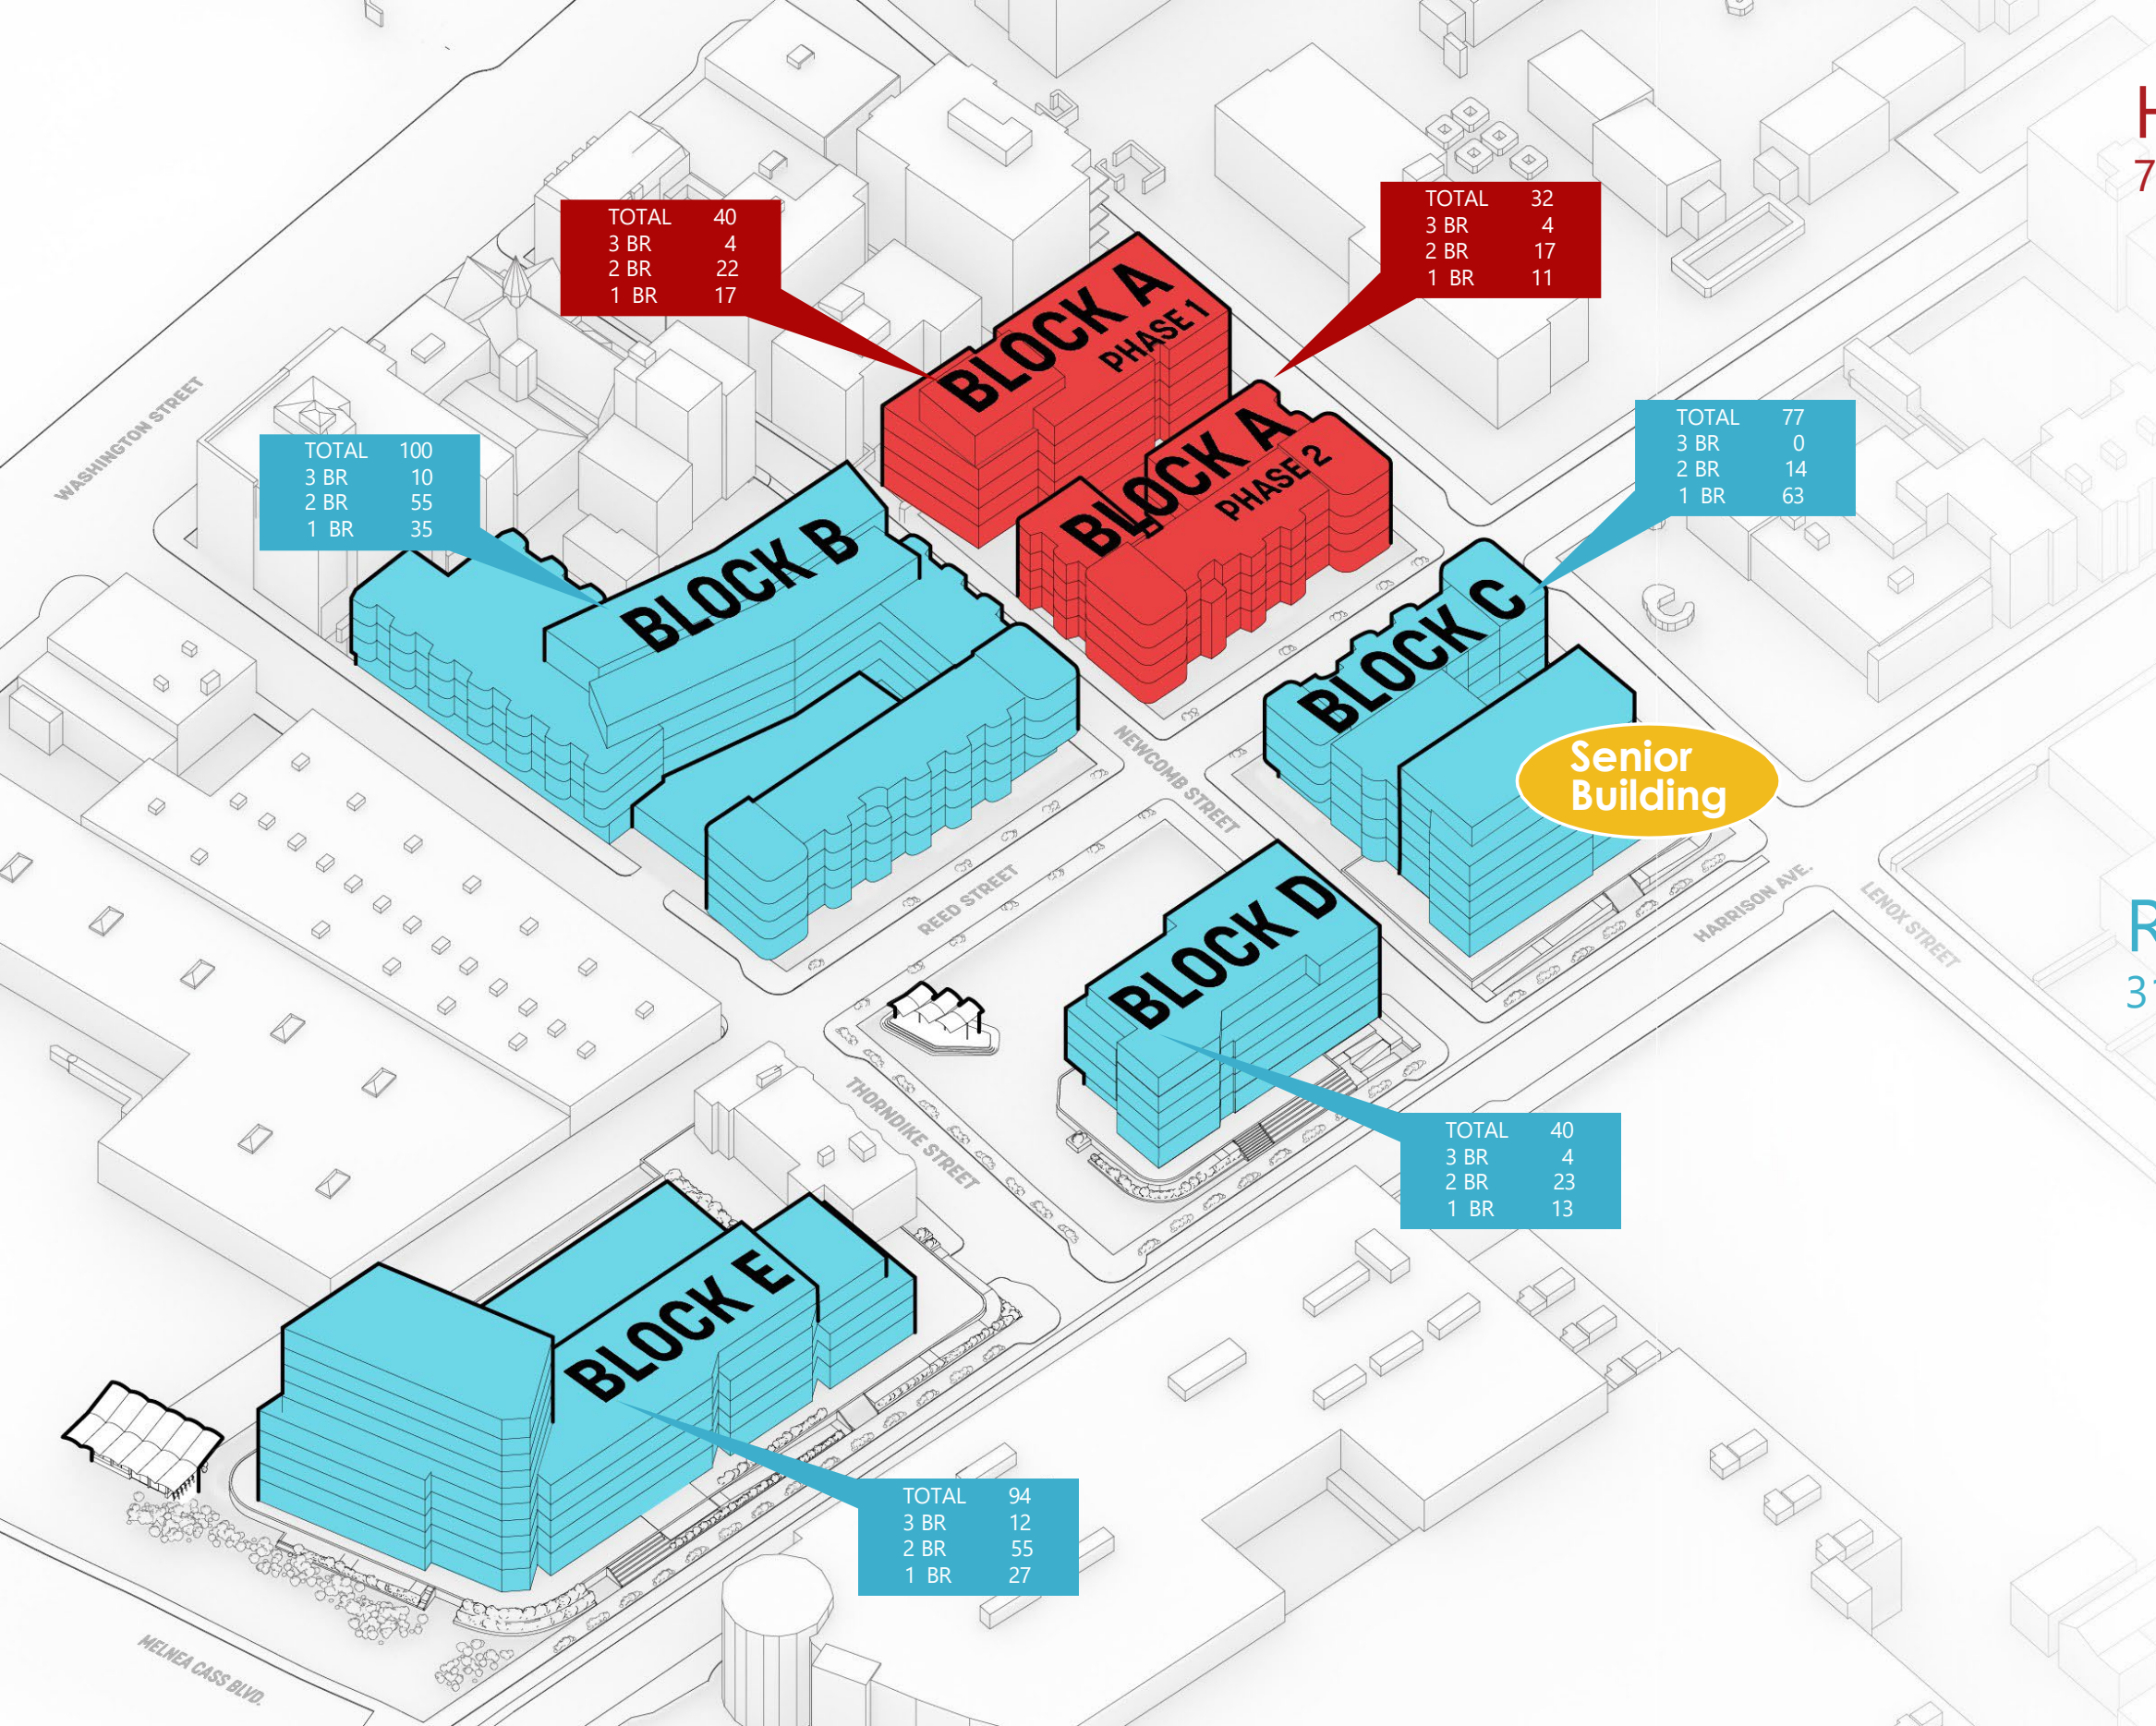 H
7
TOTAL 32
3 BR 4
2 BR 17
1 BR 11
TOTAL 40
3 BR 4
2 BR 22
1 BR 17
BLOCK A
PHASE 1
BLOCK A
PHASE 2
WASHINGTON STREET
TOTAL 77
3 BR 0
2 BR 14
1 BR 63
TOTAL 100
3 BR 10
2 BR 55
1 BR 35
BLOCK B
BLOCK C
NEWCOMB STREET
Senior
Building
REED STREET
HARRISON AVE.
LENOX STREET
R
31
BLOCK D
THORNDIKE STREET
TOTAL 40
3 BR 4
2 BR 23
1 BR 13
BLOCK E
TOTAL 94
3 BR 12
2 BR 55
1 BR 27
MELNEA CASS BLVD.